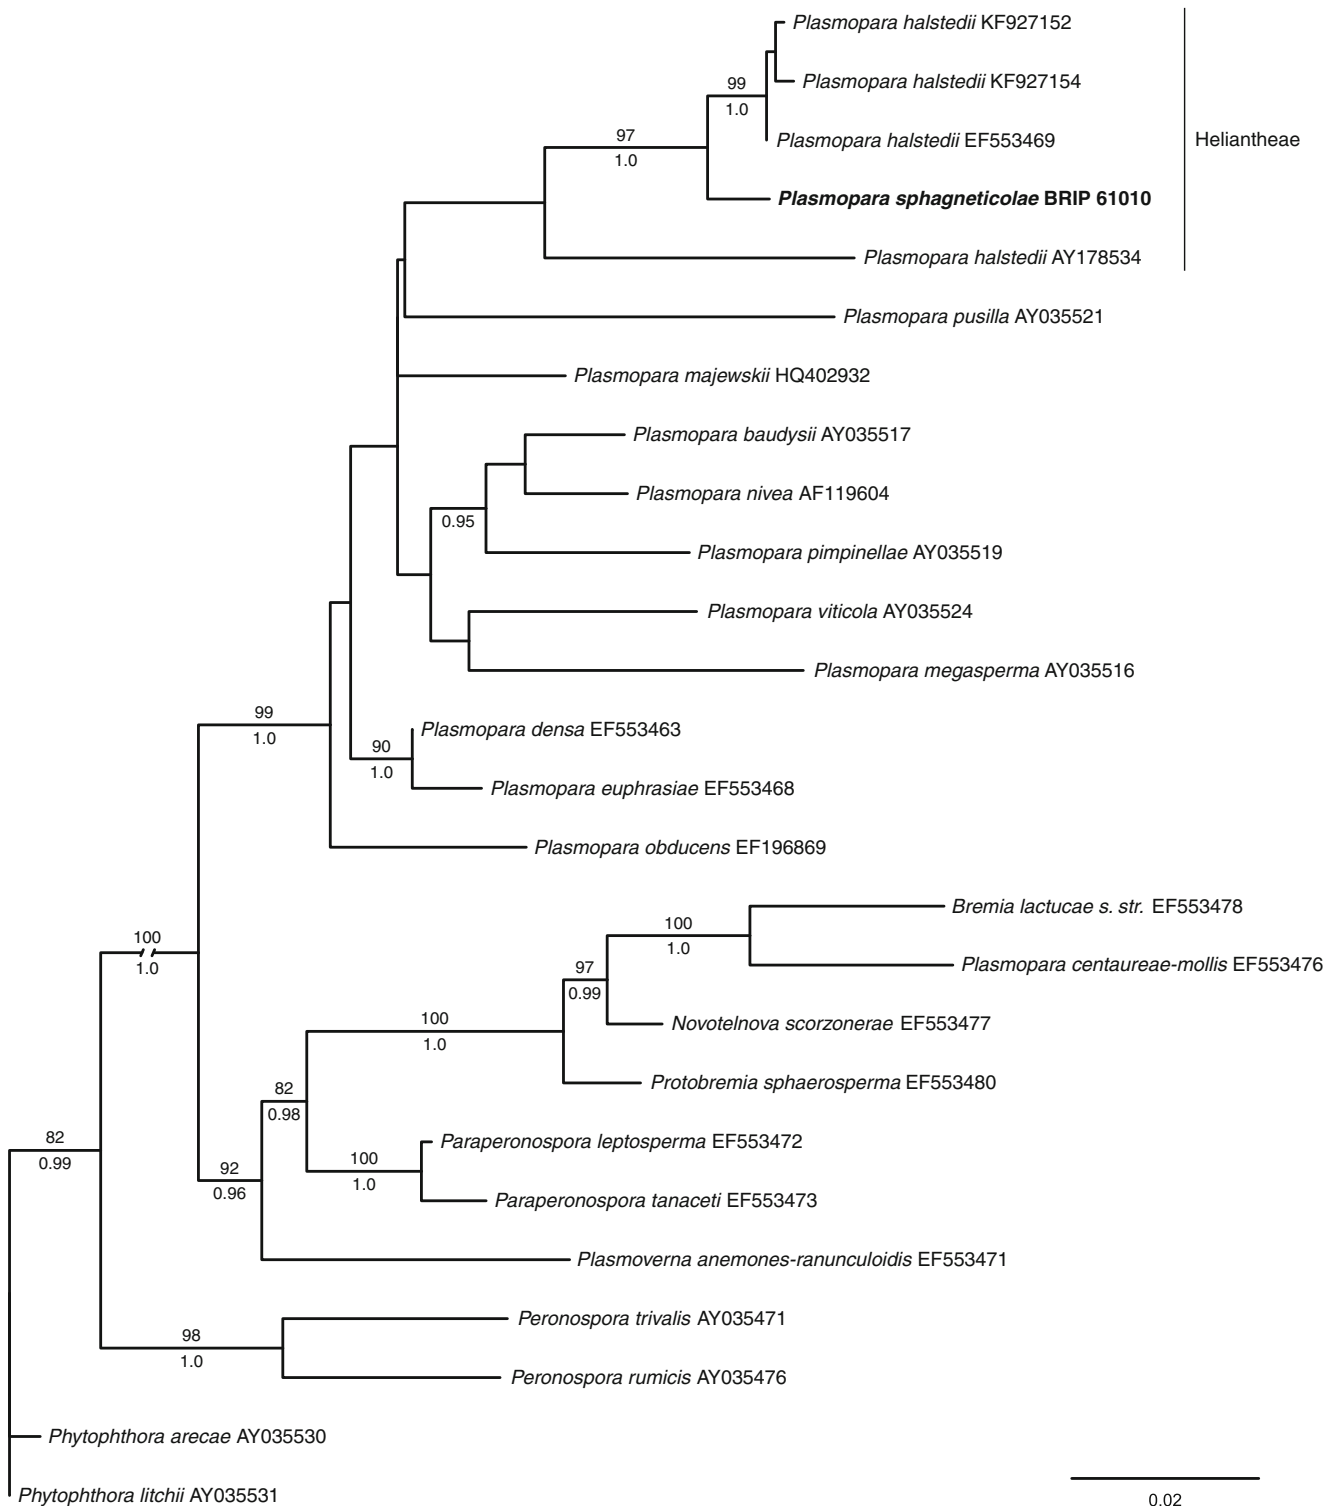 Plasmopara halstedii KF927152
99
Plasmopara halstedii KF927154
1.0
97
Plasmopara halstedii EF553469
Heliantheae
1.0
Plasmopara sphagneticolae BRIP 61010
Plasmopara halstedii AY178534
Plasmopara pusilla AY035521
Plasmopara majewskii HQ402932
Plasmopara baudysii AY035517
Plasmopara nivea AF119604
0.95
Plasmopara pimpinellae AY035519
Plasmopara viticola AY035524
Plasmopara megasperma AY035516
99
Plasmopara densa EF553463
1.0
90
1.0
Plasmopara euphrasiae EF553468
Plasmopara obducens EF196869
Bremia lactucae s. str. EF553478
100
100
1.0
1.0
97
Plasmopara centaureae-mollis EF553476
0.99
100
Novotelnova scorzonerae EF553477
1.0
82
Protobremia sphaerosperma EF553480
0.98
82
Paraperonospora leptosperma EF553472
0.99
100
92
1.0
0.96
Paraperonospora tanaceti EF553473
Plasmoverna anemones-ranunculoidis EF553471
Peronospora trivalis AY035471
98
1.0
Peronospora rumicis AY035476
Phytophthora arecae AY035530
Phytophthora litchii AY035531
0.02